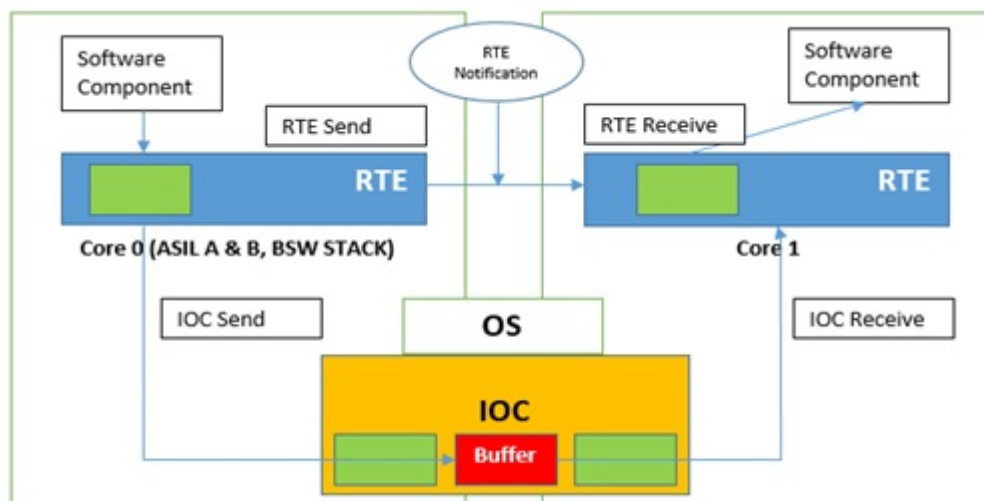 Software
Component
RTE
Notification
Software
Component
RTE Send
RTE Receive
RTE
RTE
Core 0 (ASIL A & B, BSW STACK)
Core 1
IOC Send
OS
IOC Receive
IOC
Buffer